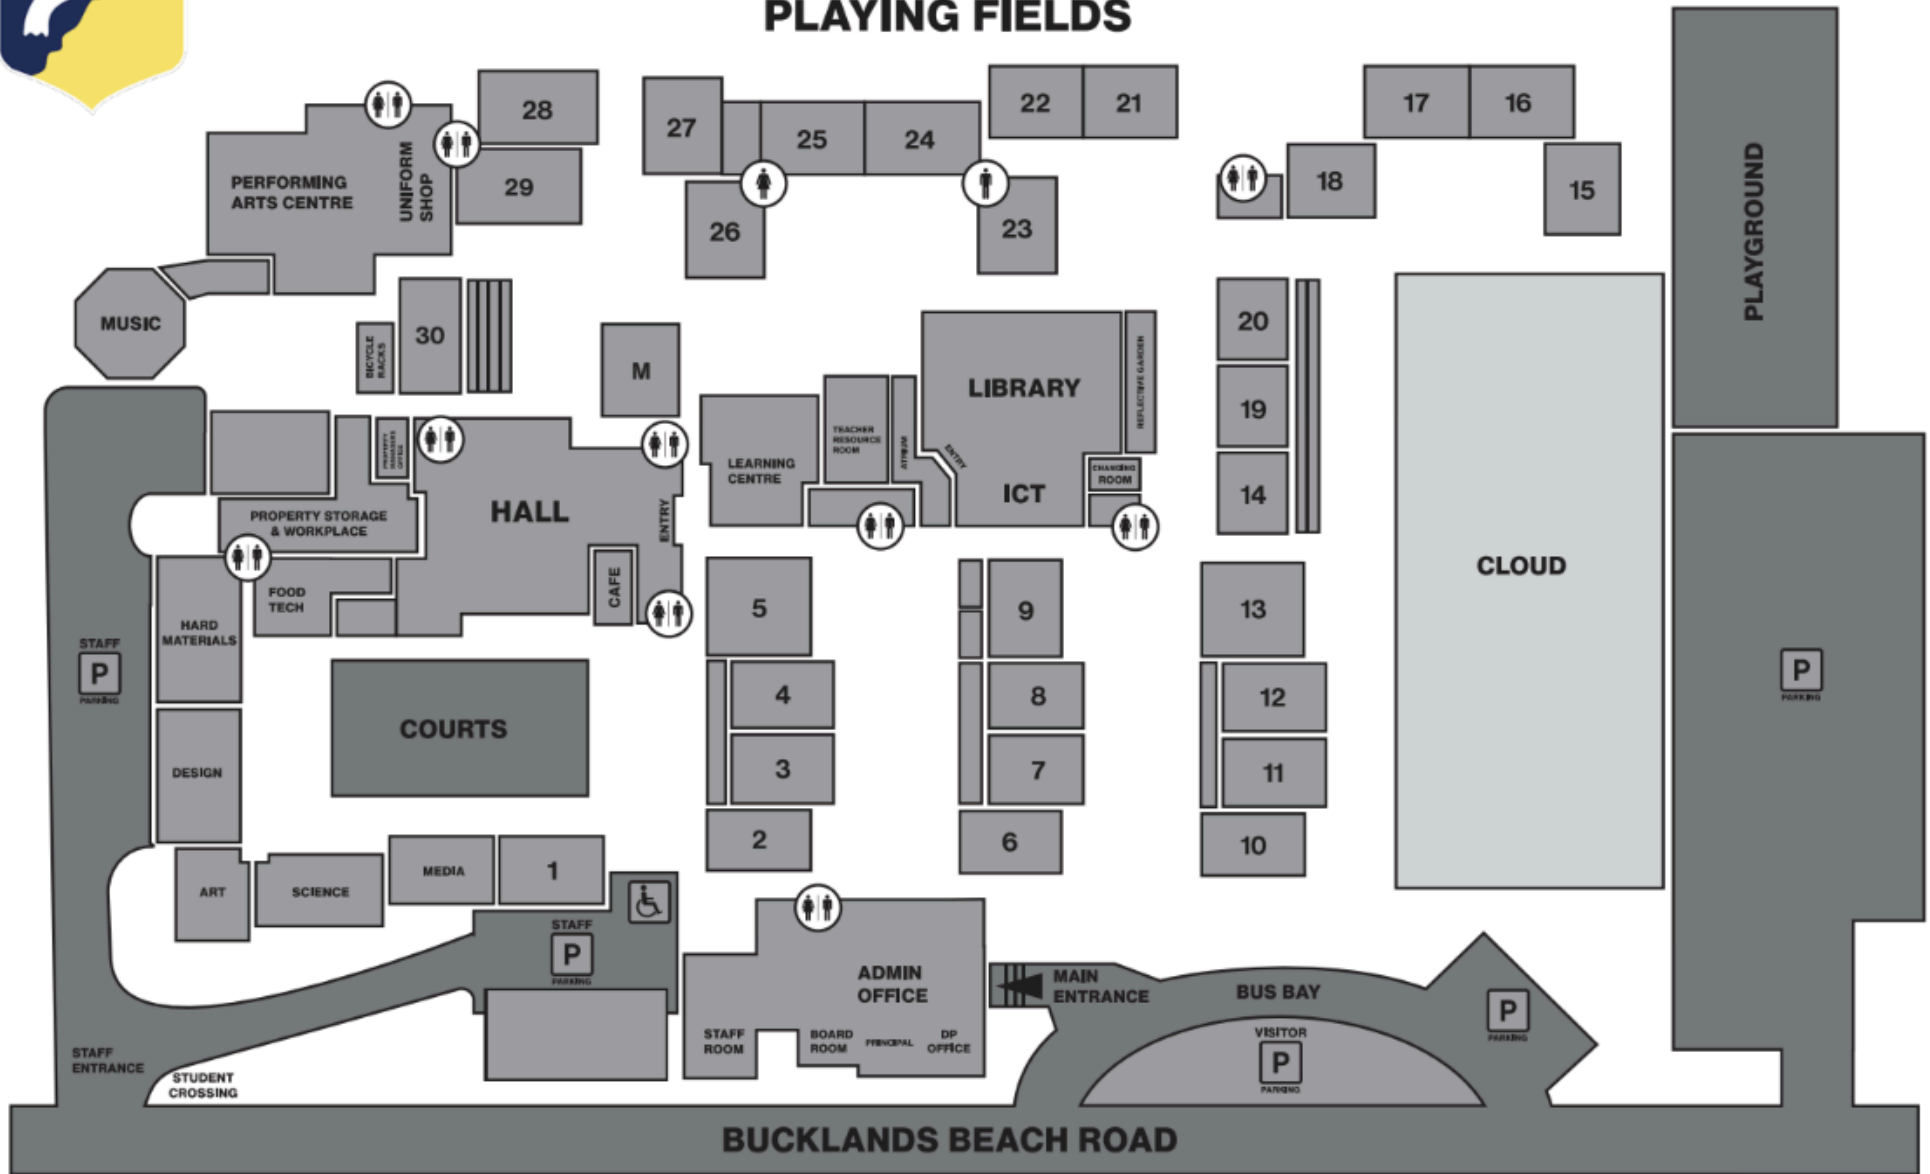 PLAYING FIELDS
28
27
25
24
22
21
17
16
PERFORMING
ARTS CENTRE
UNIFORM
SHOP
29
26
23
18
15
PLAYGROUND
MUSIC
BICYCLE
RACKS
30
M
LIBRARY
REFLECTIVE GARDEN
20
19
14
PROPERTY
MANAGERS
OFFICE
HALL
ENTRY
LEARNING
CENTRE
TEACHER
RESOURCE
ROOM
ATRIUM
ENTRY
ICT
CHANGING
ROOM
PROPERTY STORAGE
& WORKPLACE
CLOUD
FOOD
TECH
CAFE
HARD
MATERIALS
STAFF
P
PARKING
5
9
13
4
8
12
P
PARKING
COURTS
DESIGN
3
7
11
2
6
10
ART
SCIENCE
MEDIA
1
STAFF
P
PARKING
ADMIN
OFFICE
MAIN
ENTRANCE
BUS BAY
P
PARKING
STAFF
ROOM
BOARD
ROOM
PRINCIPAL
DP
OFFICE
VISITOR
P
PARKING
STAFF
ENTRANCE
STUDENT
CROSSING
BUCKLANDS BEACH ROAD